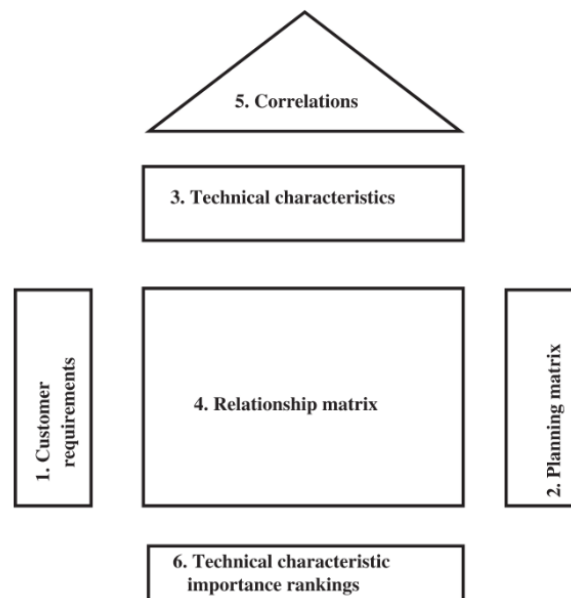 5. Correlations
3. Technical characteristics
1. Customer
requirements
4. Relationship matrix
2. Planning matrix
6. Technical characteristic
importance rankings